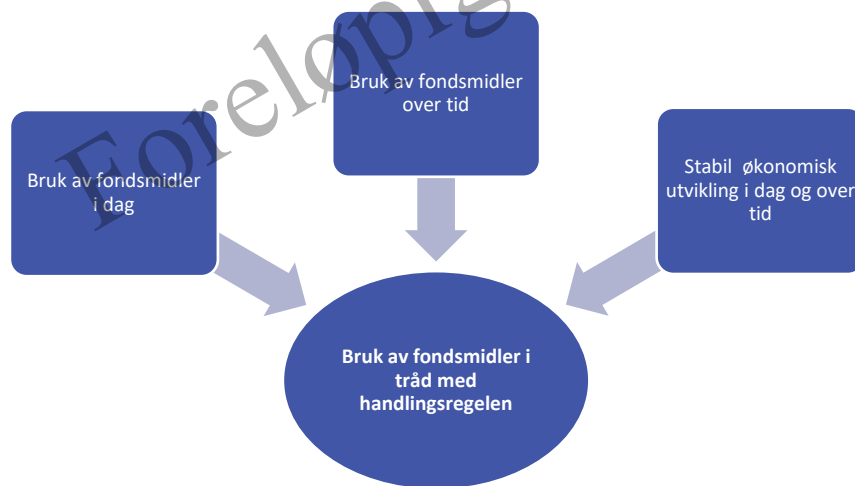 Foreløpig
Bruk av fondsmidler
over tid
Bruk av fondsmidler
i dag
Stabil økonomisk
utvikling i dag og over
tid
Bruk av fondsmidler i
tråd med
handlingsregelen